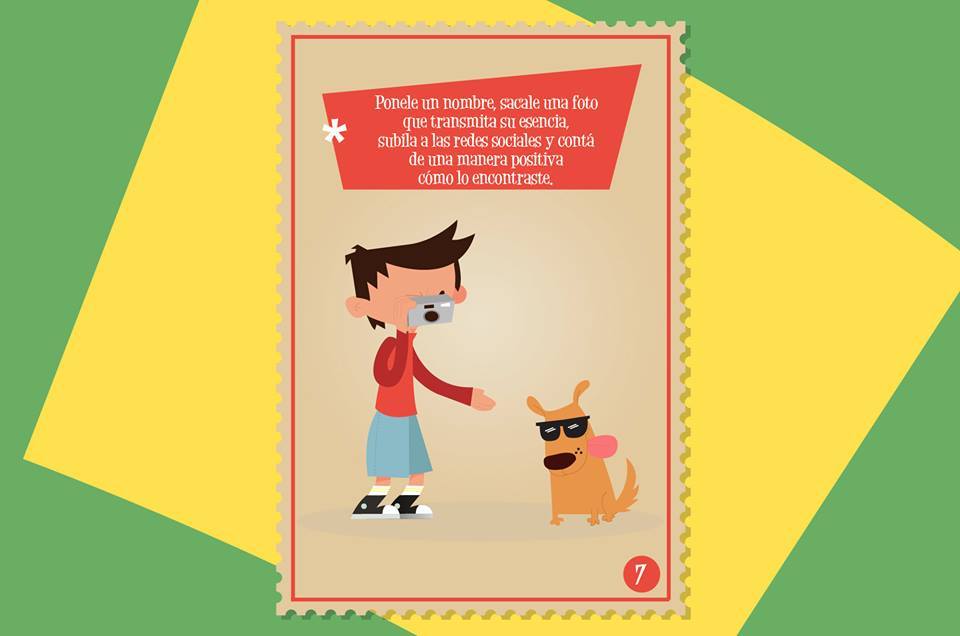 Ponele un nombre, sacale una foto
que transmita su esencia,
subila a las redes sociales y contá
de una manera positiva
cómo lo encontraste.
*
7